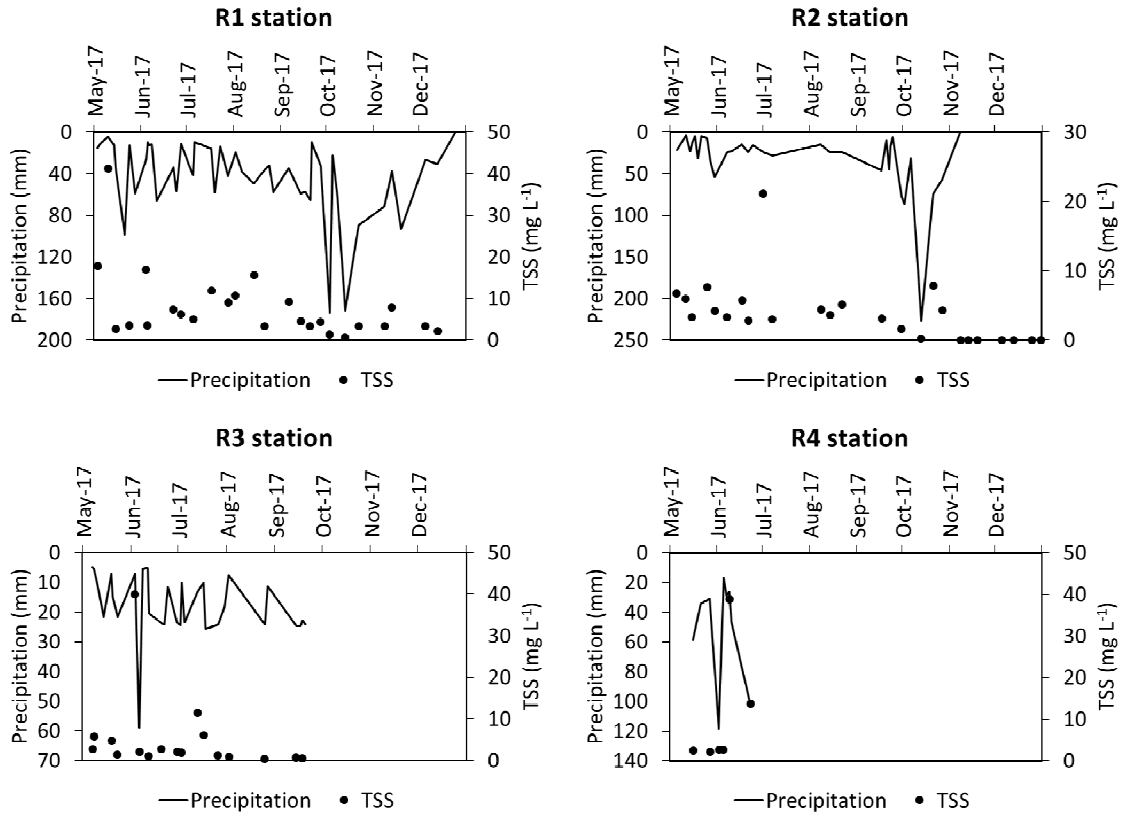 R1 station
May-17 Jun-17 Jul-17 Aug-17 Sep-17 Oct-17 Nov-17 Dec-17
Precipitation (mm)
0
40
80
120
160
200
TSS (mg L-1)
50
40
30
20
10
0
Precipitation TSS
R2 station
May-17 Jun-17 Jul-17 Aug-17 Sep-17 Oct-17 Nov-17 Dec-17
Precipitation (mm)
0
50
100
150
200
250
TSS (mg L-1)
30
20
10
0
Precipitation TSS
R3 station
May-17 Jun-17 Jul-17 Aug-17 Sep-17 Oct-17 Nov-17 Dec-17
Precipitation (mm)
0
10
20
30
40
50
60
70
TSS (mg L-1)
50
40
30
20
10
0
Precipitation TSS
R4 station
May-17 Jun-17 Jul-17 Aug-17 Sep-17 Oct-17 Nov-17 Dec-17
Precipitation (mm)
0
20
40
60
80
100
120
140
TSS (mg L-1)
50
40
30
20
10
0
Precipitation TSS